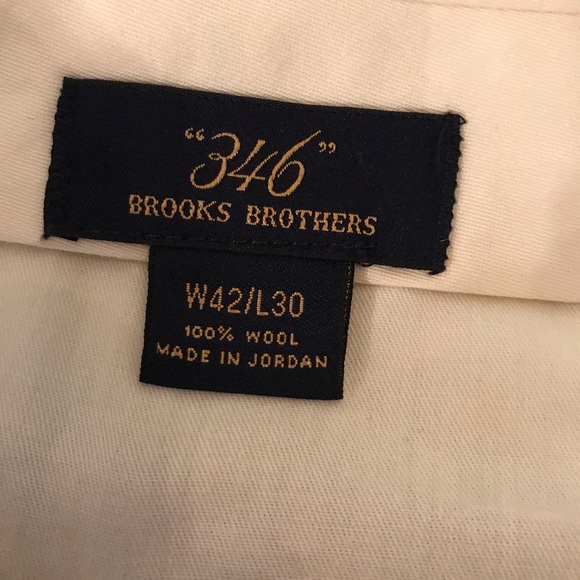 “346”
BROOKS BROTHERS
W42/L30
100% WOOL
MADE IN JORDAN